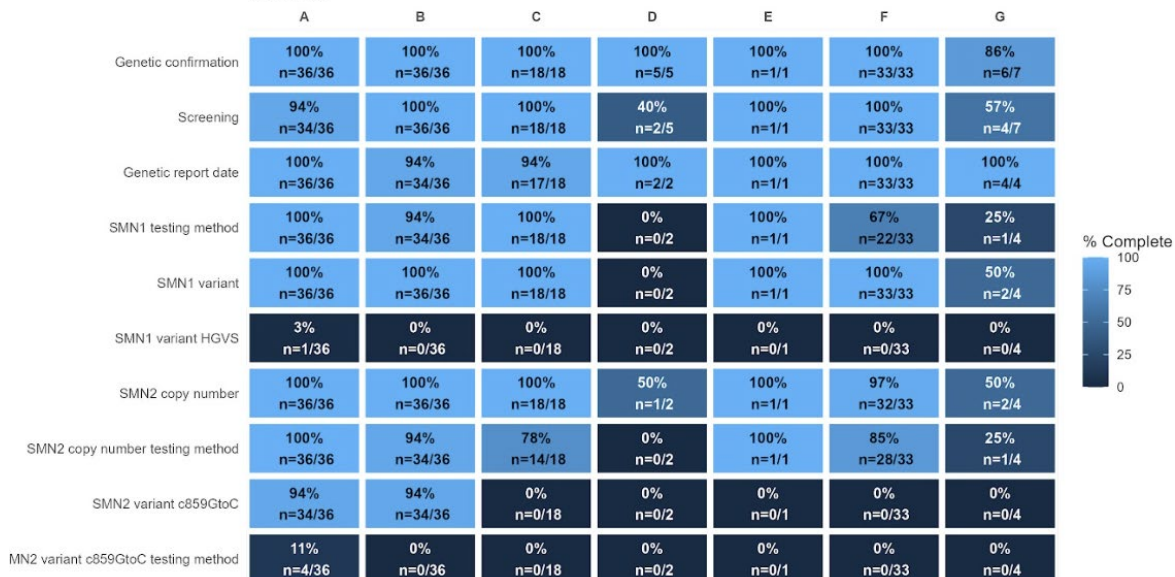 A B C D E F G
Genetic confirmation 100% 100% 100% 100% 100% 100% 86%
n=36/36 n=36/36 n=18/18 n=5/5 n=1/1 n=33/33 n=6/7
Screening 94% 100% 100% 40% 100% 100% 57%
n=34/36 n=36/36 n=18/18 n=2/5 n=1/1 n=33/33 n=4/7
Genetic report date 100% 94% 94% 100% 100% 100% 100%
n=36/36 n=34/36 n=17/18 n=2/2 n=1/1 n=33/33 n=4/4
SMN1 testing method 100% 94% 100% 0% 100% 67% 25%
n=36/36 n=34/36 n=18/18 n=0/2 n=1/1 n=22/33 n=1/4
SMN1 variant 100% 100% 100% 0% 100% 100% 50%
n=36/36 n=36/36 n=18/18 n=0/2 n=1/1 n=33/33 n=2/4
SMN1 variant HGVS 3% 0% 0% 0% 0% 0% 0%
n=1/36 n=0/36 n=0/18 n=0/2 n=0/1 n=0/33 n=0/4
SMN2 copy number 100% 100% 100% 50% 100% 97% 50%
n=36/36 n=36/36 n=18/18 n=1/2 n=1/1 n=32/33 n=2/4
SMN2 copy number testing method 100% 94% 78% 0% 100% 85% 25%
n=36/36 n=34/36 n=14/18 n=0/2 n=1/1 n=28/33 n=1/4
SMN2 variant c859GtoC 94% 94% 0% 0% 0% 0% 0%
n=34/36 n=34/36 n=0/18 n=0/2 n=0/1 n=0/33 n=0/4
MN2 variant c859GtoC testing method 11% 0% 0% 0% 0% 0% 0%
n=4/36 n=0/36 n=0/18 n=0/2 n=0/1 n=0/33 n=0/4
% Complete
100
75
50
25
0